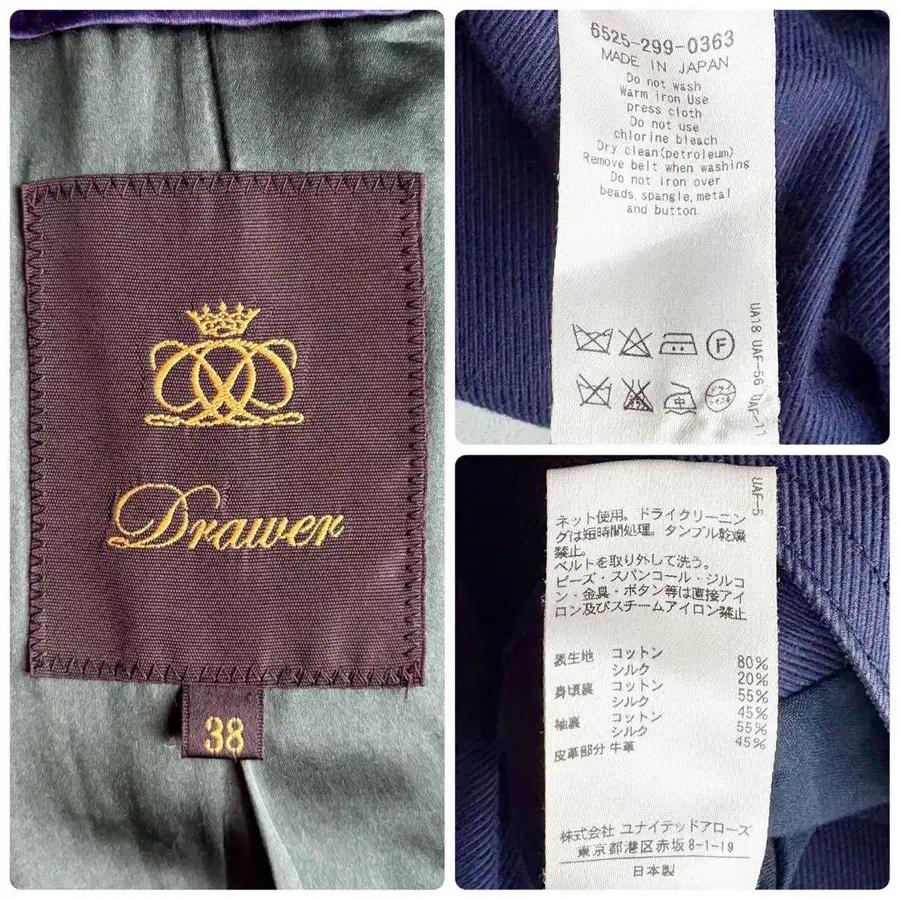 Drawer
38
6525-299-0363
MADE IN JAPAN
Do not wash
Warm iron Use
press cloth
Do not use
chlorine bleach
Dry clean(petroleum)
Remove belt when washing
Do not iron over
beads, spangle, metal
and button.
F
UA18 UAF-56 UAF-11
UAF-5
ネット使用。ドライクリーニン
グは短時間処理。タンブル乾燥
禁止。
ベルトを取り外して洗う。
ビーズ・スパンコール・ジルコ
ン・金具・ボタン等は直接アイ
ロン及びスチームアイロン禁止
表生地 コットン 80%
シルク 20%
身頃裏 コットン 55%
シルク 45%
袖裏 コットン 55%
シルク 45%
皮革部分 牛革
株式会社 ユナイテッドアローズ
東京都港区赤坂8-1-19
日本製